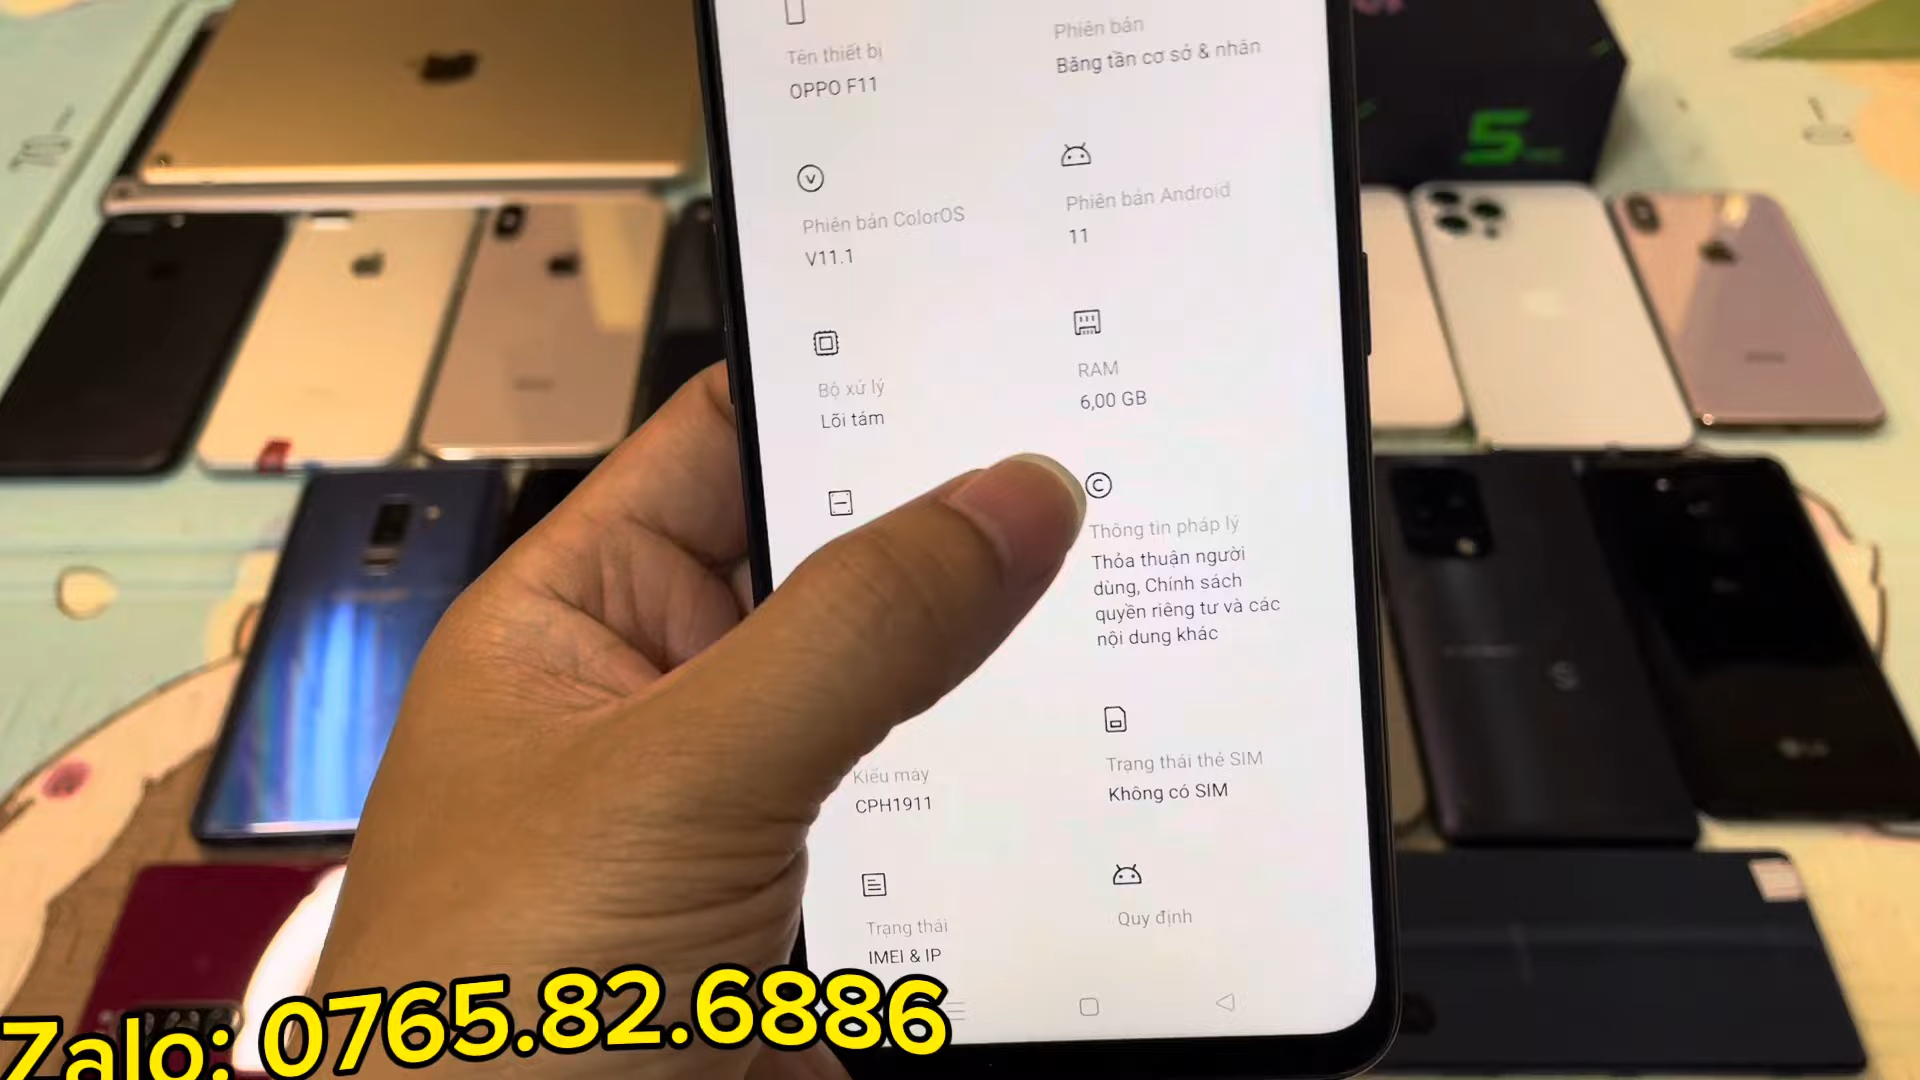 Tên thiết bị
OPPO F11
Phiên bản
Băng tần cơ sở & nhân
Phiên bản ColorOS
V11.1
Phiên bản Android
11
Bộ xử lý
Lõi tám
RAM
6,00 GB
Thông tin pháp lý
Thỏa thuận người
dùng, Chính sách
quyền riêng tư và các
nội dung khác
Kiểu máy
CPH1911
Trạng thái thẻ SIM
Không có SIM
Trạng thái
IMEI & IP
Quy định
5
LG
Zalo: 0765.82.6886